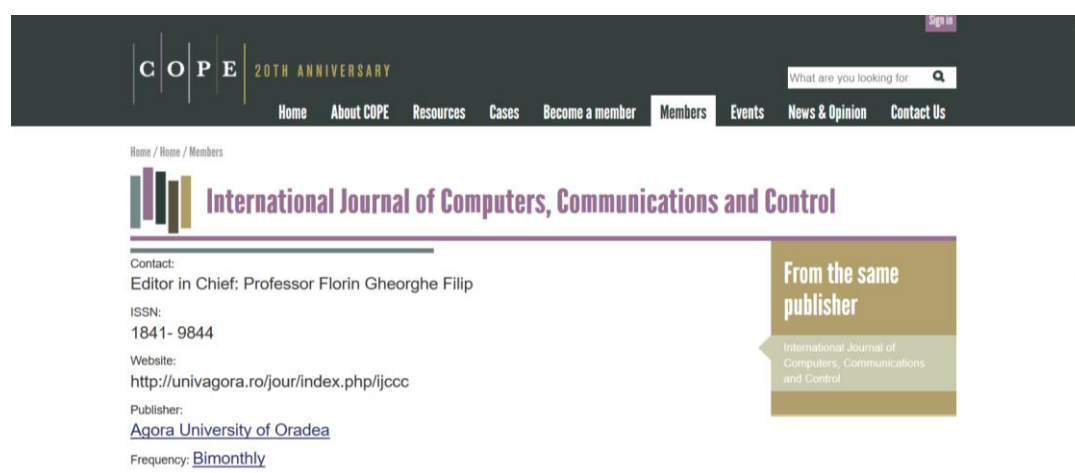 Sign in
C O P E 20TH ANNIVERSARY
What are you looking for
Home About COPE Resources Cases Become a member Members Events News & Opinion Contact Us
Home / Home / Members
International Journal of Computers, Communications and Control
Contact:
Editor in Chief: Professor Florin Gheorghe Filip
ISSN:
1841- 9844
Website:
http://univagora.ro/jour/index.php/ijccc
Publisher:
Agora University of Oradea
Frequency: Bimonthly
From the same
publisher
International Journal of
Computers, Communications
and Control